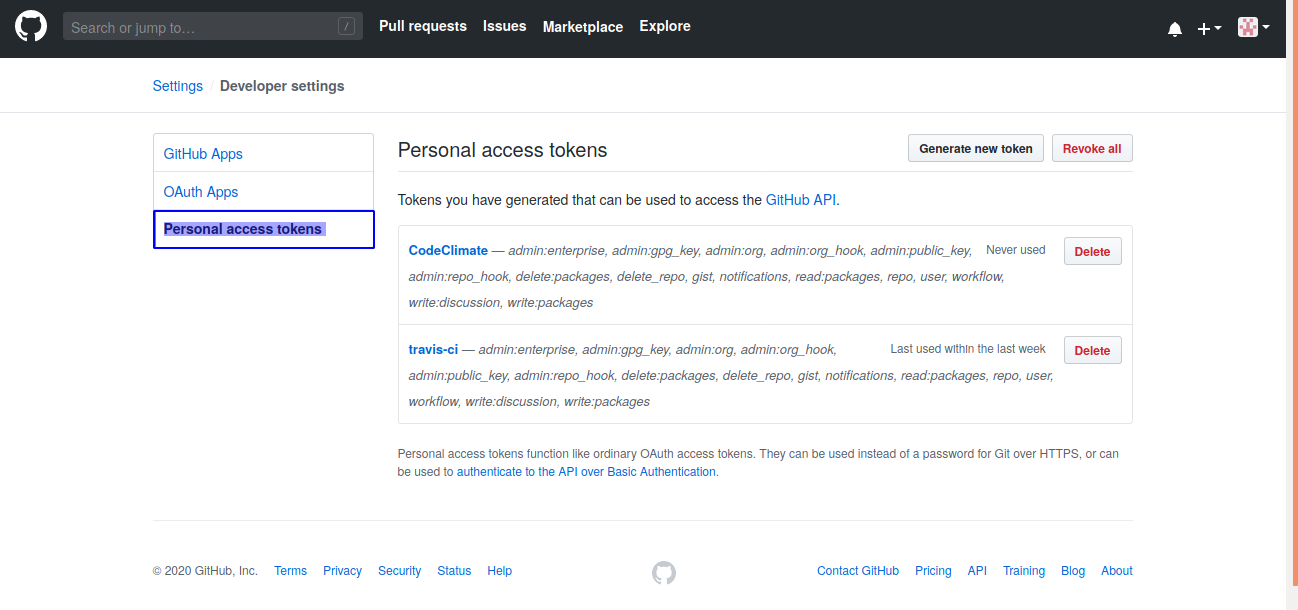 Search or jump to… /
Pull requests Issues Marketplace Explore
Settings / Developer settings
GitHub Apps
OAuth Apps
Personal access tokens
Personal access tokens
Generate new token Revoke all
Tokens you have generated that can be used to access the GitHub API.
CodeClimate — admin:enterprise, admin:gpg_key, admin:org, admin:org_hook, admin:public_key, Never used Delete
admin:repo_hook, delete:packages, delete_repo, gist, notifications, read:packages, repo, user, workflow,
write:discussion, write:packages
travis-ci — admin:enterprise, admin:gpg_key, admin:org, admin:org_hook, Last used within the last week Delete
admin:public_key, admin:repo_hook, delete:packages, delete_repo, gist, notifications, read:packages, repo, user,
workflow, write:discussion, write:packages
Personal access tokens function like ordinary OAuth access tokens. They can be used instead of a password for Git over HTTPS, or can
be used to authenticate to the API over Basic Authentication.
© 2020 GitHub, Inc. Terms Privacy Security Status Help
Contact GitHub Pricing API Training Blog About